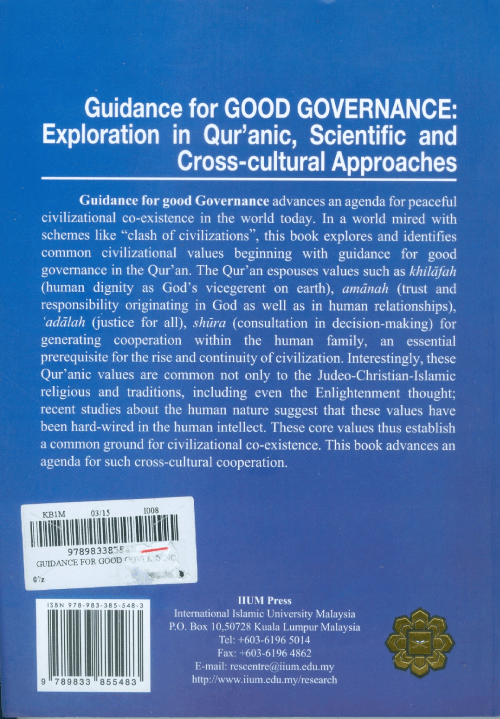 Guidance for GOOD GOVERNANCE:
Exploration in Qur'anic, Scientific and
Cross-cultural Approaches
Guidance for good Governance advances an agenda for peaceful
civilizational co-existence in the world today. In a world mired with
schemes like "clash of civilizations", this book explores and identifies
common civilizational values beginning with guidance for good
governance in the Qur'an. The Qur'an espouses values such as khilāfah
(human dignity as God's vicegerent on earth), amānah (trust and
responsibility originating in God as well as in human relationships),
'adālah (justice for all), shūra (consultation in decision-making) for
generating cooperation within the human family, an essential
prerequisite for the rise and continuity of civilization. Interestingly, these
Qur'anic values are common not only to the Judeo-Christian-Islamic
religious and traditions, including even the Enlightenment thought;
recent studies about the human nature suggest that these values have
been hard-wired in the human intellect. These core values thus establish
a common ground for civilizational co-existence. This book advances an
agenda for such cross-cultural cooperation.
KB1M 03/15 I008
GUIDANCE FOR GOOD
ISBN 978-983-385-548-3
9 789833 855483
IIUM Press
International Islamic University Malaysia
P.O. Box 10,50728 Kuala Lumpur Malaysia
Tel: +603-6196 5014
Fax: +603-6196 4862
E-mail: rescentre@iium.edu.my
http://www.iium.edu.my/research